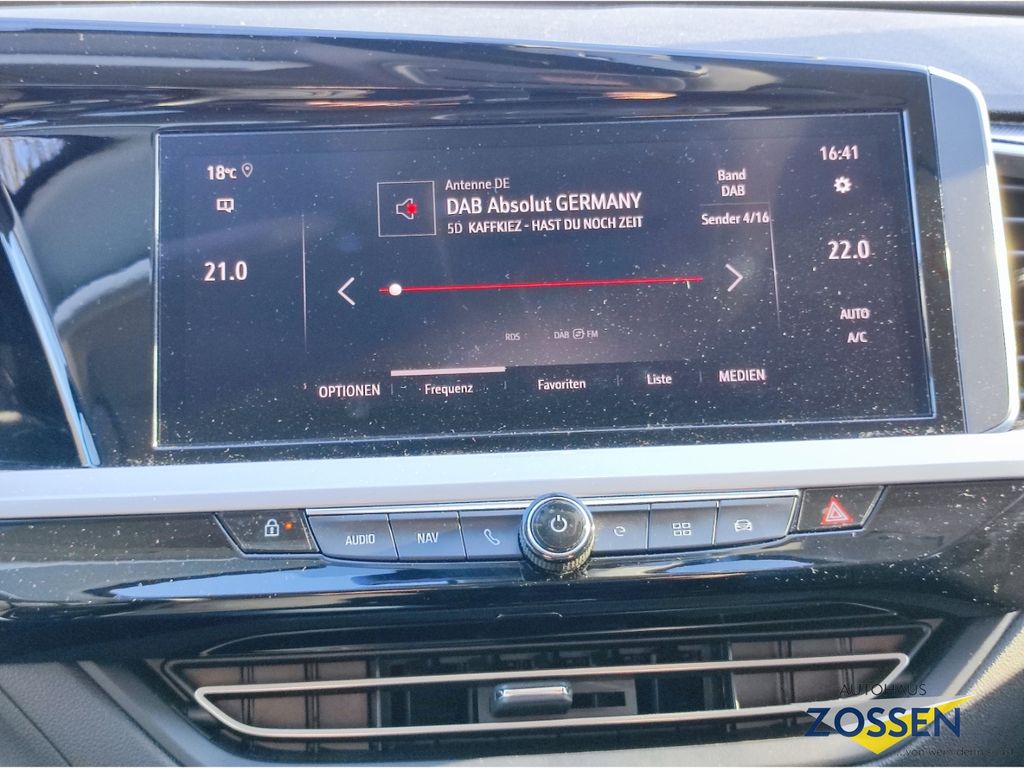 18°C
16:41
Antenne DE
DAB Absolut GERMANY
5D KAFFKIEZ - HAST DU NOCH ZEIT
Band
DAB
Sender 4/16
21.0
22.0
AUTO
A/C
RDS DAB FM
OPTIONEN Frequenz Favoriten Liste MEDIEN
AUDIO NAV
AUTOHAUS
ZOSSEN